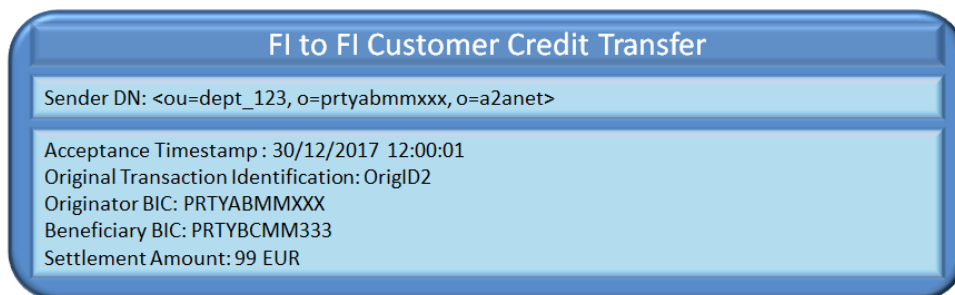 FI to FI Customer Credit Transfer
Sender DN: <ou=dept_123, o=prtyabmmxxx, o=a2anet>
Acceptance Timestamp : 30/12/2017 12:00:01
Original Transaction Identification: OrigID2
Originator BIC: PRTYABMMXXX
Beneficiary BIC: PRTYBCMM333
Settlement Amount: 99 EUR